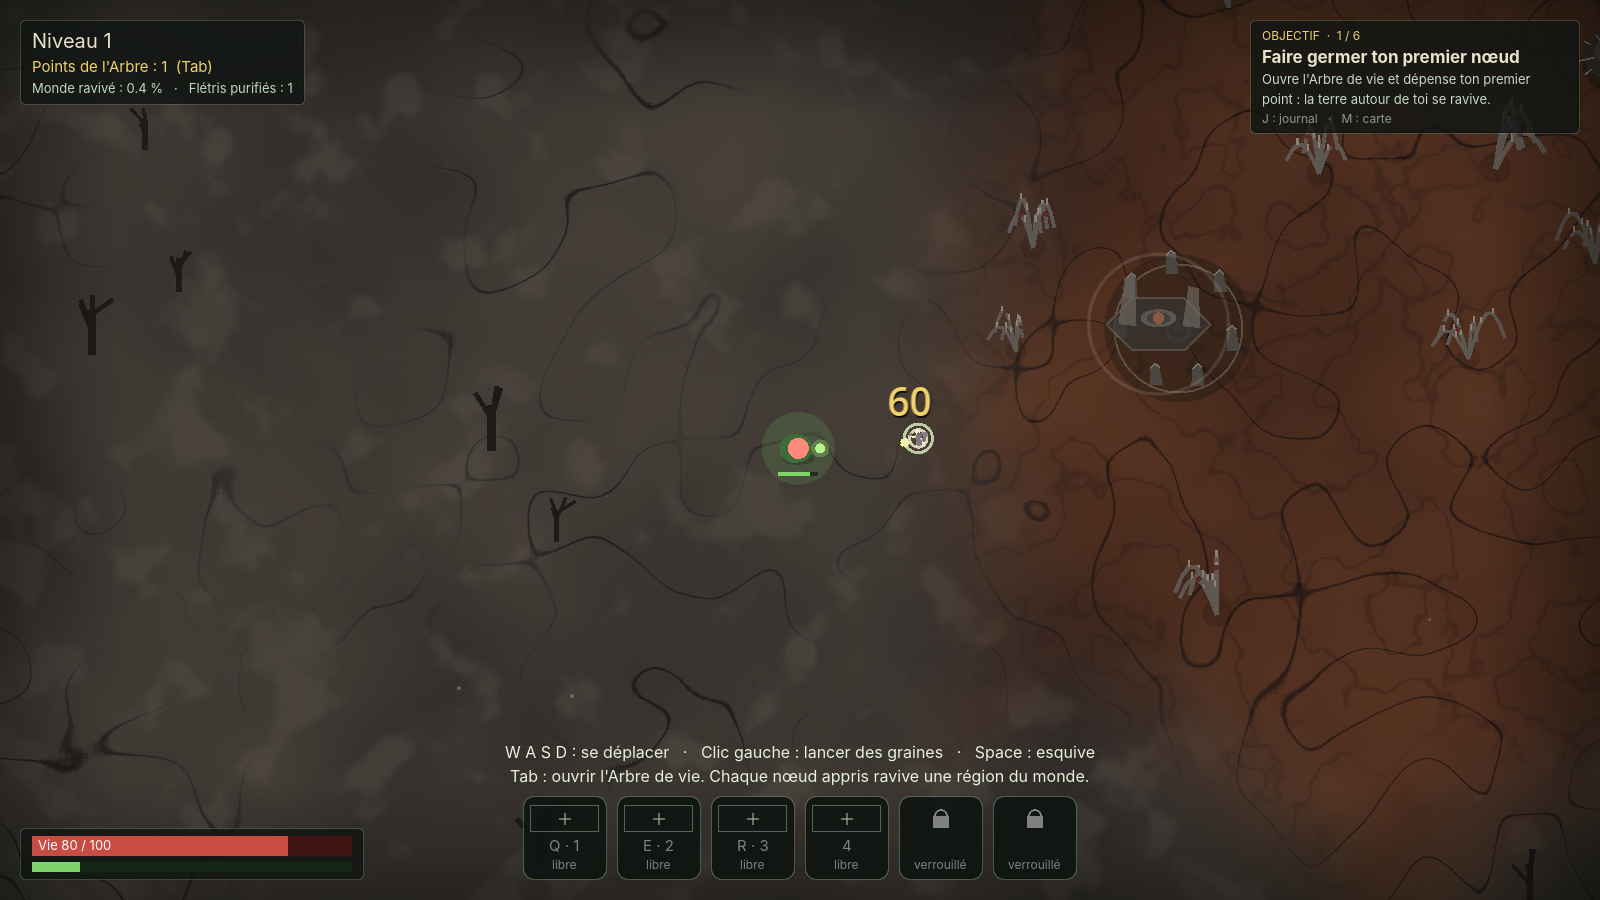 Niveau 1
Points de l'Arbre : 1  (Tab)
Monde ravivé : 0.4 %  ·  Flétris purifiés : 1
OBJECTIF · 1 / 6
Faire germer ton premier nœud
Ouvre l'Arbre de vie et dépense ton premier
point : la terre autour de toi se ravive.
J : journal  ·  M : carte
60
W A S D : se déplacer  ·  Clic gauche : lancer des graines  ·  Space : esquive
Tab : ouvrir l'Arbre de vie. Chaque nœud appris ravive une région du monde.
Q · 1
libre
E · 2
libre
R · 3
libre
4
libre
verrouillé
verrouillé
Vie 80 / 100